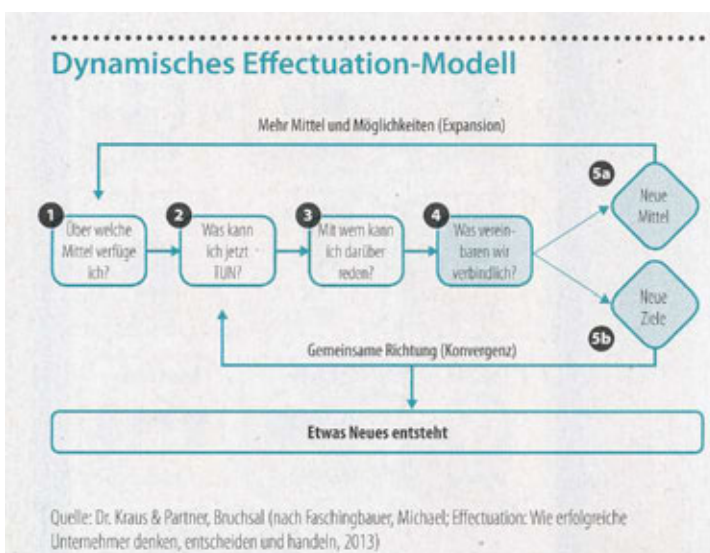 Dynamisches Effectuation-Modell
Mehr Mittel und Möglichkeiten (Expansion)
1
Über welche
Mittel verfüge
ich?
2
Was kann
ich jetzt
TUN?
3
Mit wem kann
ich darüber
reden?
4
Was verein-
baren wir
verbindlich?
5a
Neue
Mittel
Neue
Ziele
5b
Gemeinsame Richtung (Konvergenz)
Etwas Neues entsteht
Quelle: Dr. Kraus & Partner, Bruchsal (nach Faschingbauer, Michael; Effectuation: Wie erfolgreiche
Unternehmer denken, entscheiden und handeln, 2013)